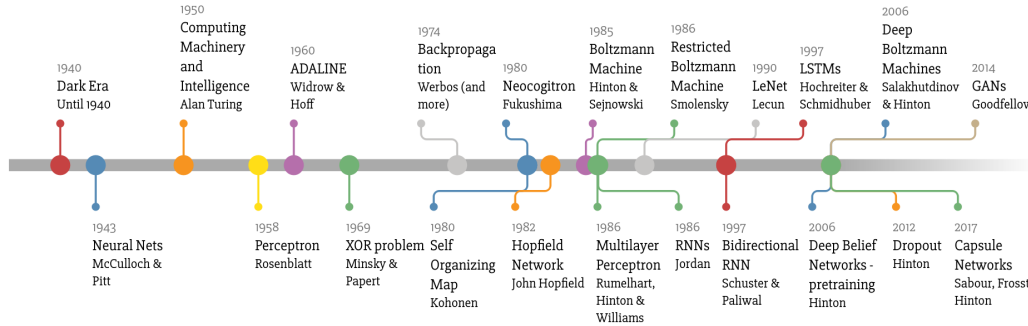 1940
Dark Era
Until 1940
1950
Computing
Machinery
and
Intelligence
Alan Turing
1960
ADALINE
Widrow &
Hoff
1974
Backpropaga
tion
Werbos (and
more)
1980
Neocogitron
Fukushima
1985
Boltzmann
Machine
Hinton &
Sejnowski
1986
Restricted
Boltzmann
Machine
Smolensky
1990
LeNet
Lecun
1997
LSTMs
Hochreiter &
Schmidhuber
2006
Deep
Boltzmann
Machines
Salakhutdinov
& Hinton
2014
GANs
Goodfellow
1943
Neural Nets
McCulloch &
Pitt
1958
Perceptron
Rosenblatt
1969
XOR problem
Minsky &
Papert
1980
Self
Organizing
Map
Kohonen
1982
Hopfield
Network
John Hopfield
1986
Multilayer
Perceptron
Rumelhart,
Hinton &
Williams
1986
RNNs
Jordan
1997
Bidirectional
RNN
Schuster &
Paliwal
2006
Deep Belief
Networks -
pretraining
Hinton
2012
Dropout
Hinton
2017
Capsule
Networks
Sabour, Frosst
Hinton